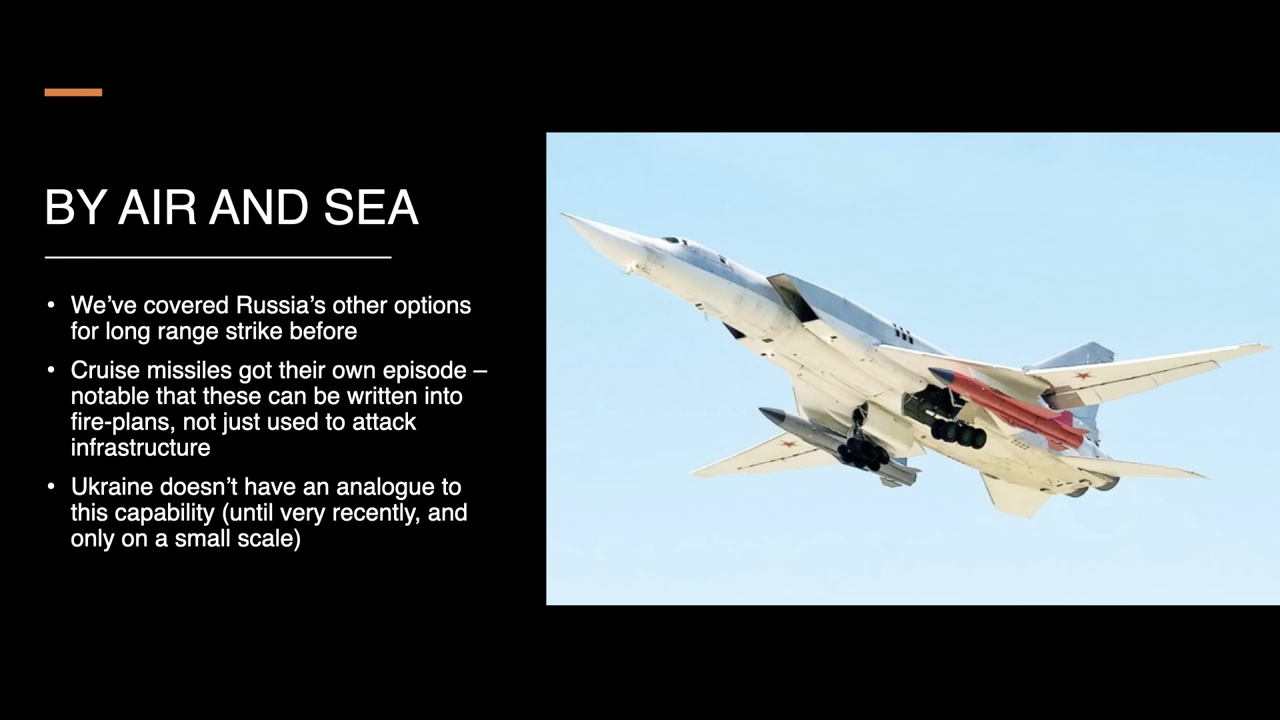 BY AIR AND SEA
• We’ve covered Russia’s other options
for long range strike before
• Cruise missiles got their own episode –
notable that these can be written into
fire-plans, not just used to attack
infrastructure
• Ukraine doesn’t have an analogue to
this capability (until very recently, and
only on a small scale)